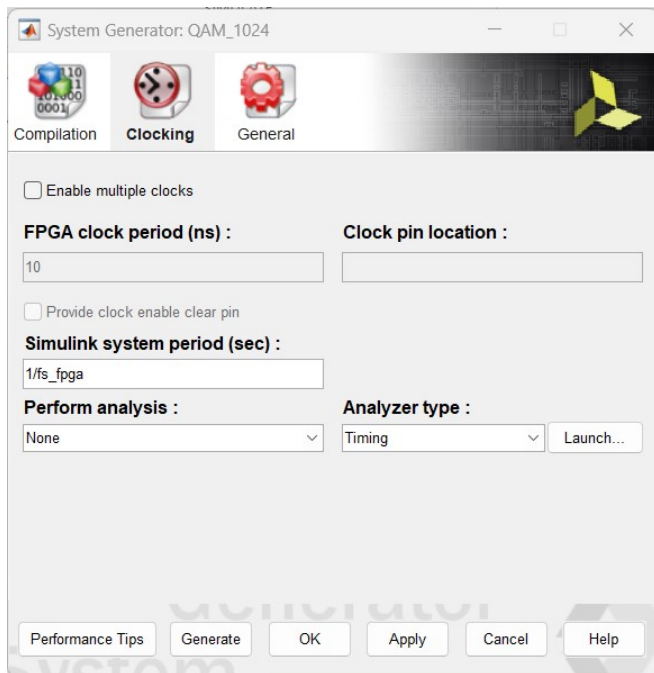 System Generator: QAM_1024
Compilation Clocking General
Enable multiple clocks
FPGA clock period (ns) : Clock pin location :
10
Provide clock enable clear pin
Simulink system period (sec) :
1/fs_fpga
Perform analysis : Analyzer type :
None Timing Launch...
Generator
Performance Tips Generate OK Apply Cancel Help
System